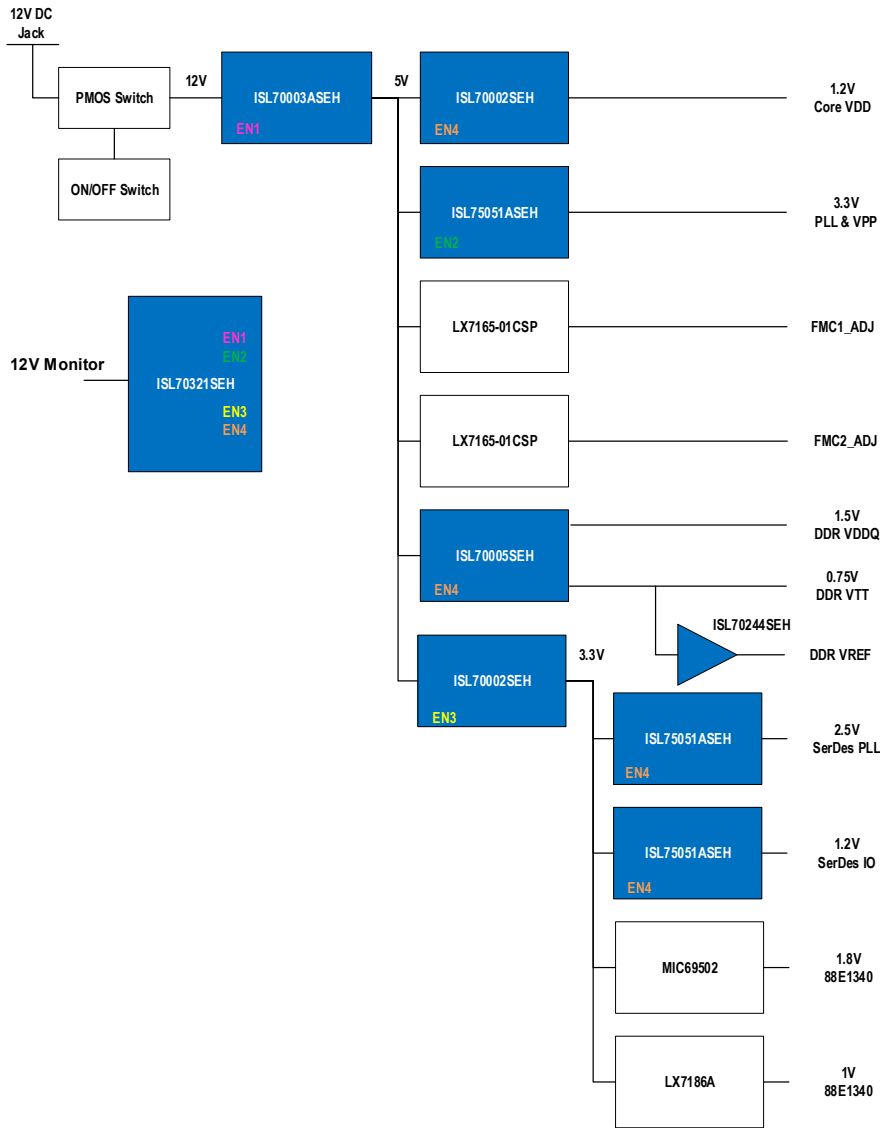 12V DC
Jack
PMOS Switch
12V
ISL70003ASEH
EN1
5V
ISL70002SEH
EN4
1.2V
Core VDD
ON/OFF Switch
ISL75051ASEH
EN2
3.3V
PLL & VPP
12V Monitor
ISL70321SEH
EN1
EN2
EN3
EN4
LX7165-01CSP
FMC1_ADJ
LX7165-01CSP
FMC2_ADJ
ISL70005SEH
EN4
1.5V
DDR VDDQ
0.75V
DDR VTT
ISL70244SEH
DDR VREF
ISL70002SEH
EN3
3.3V
ISL75051ASEH
EN4
2.5V
SerDes PLL
ISL75051ASEH
EN4
1.2V
SerDes IO
MIC69502
1.8V
88E1340
LX7186A
1V
88E1340